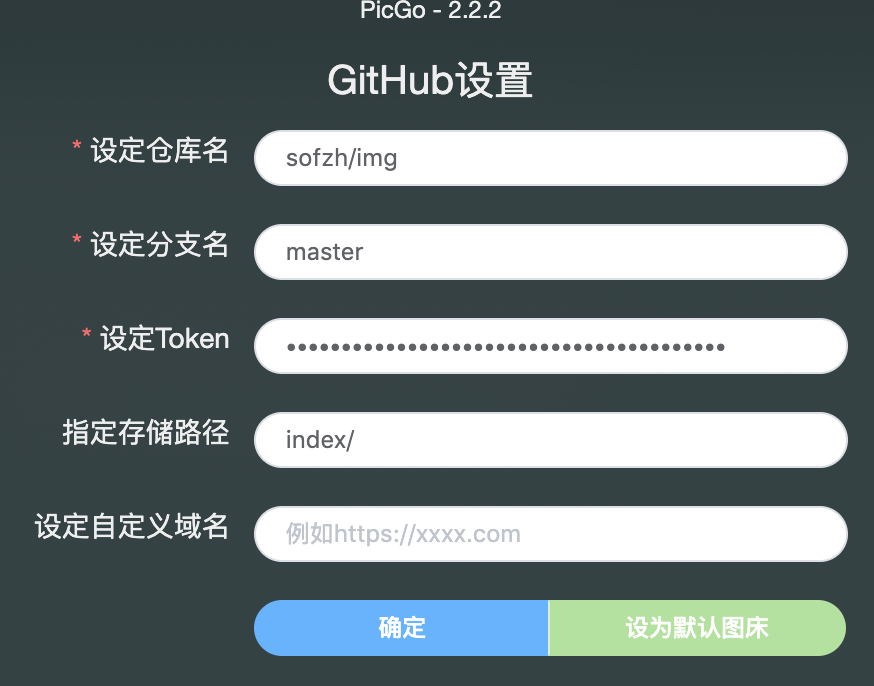 PicGo - 2.2.2
GitHub设置
* 设定仓库名 sofzh/img
* 设定分支名 master
* 设定Token ••••••••••••••••••••••••••••••••••••••••
指定存储路径 index/
设定自定义域名 例如https://xxxx.com
确定 设为默认图床